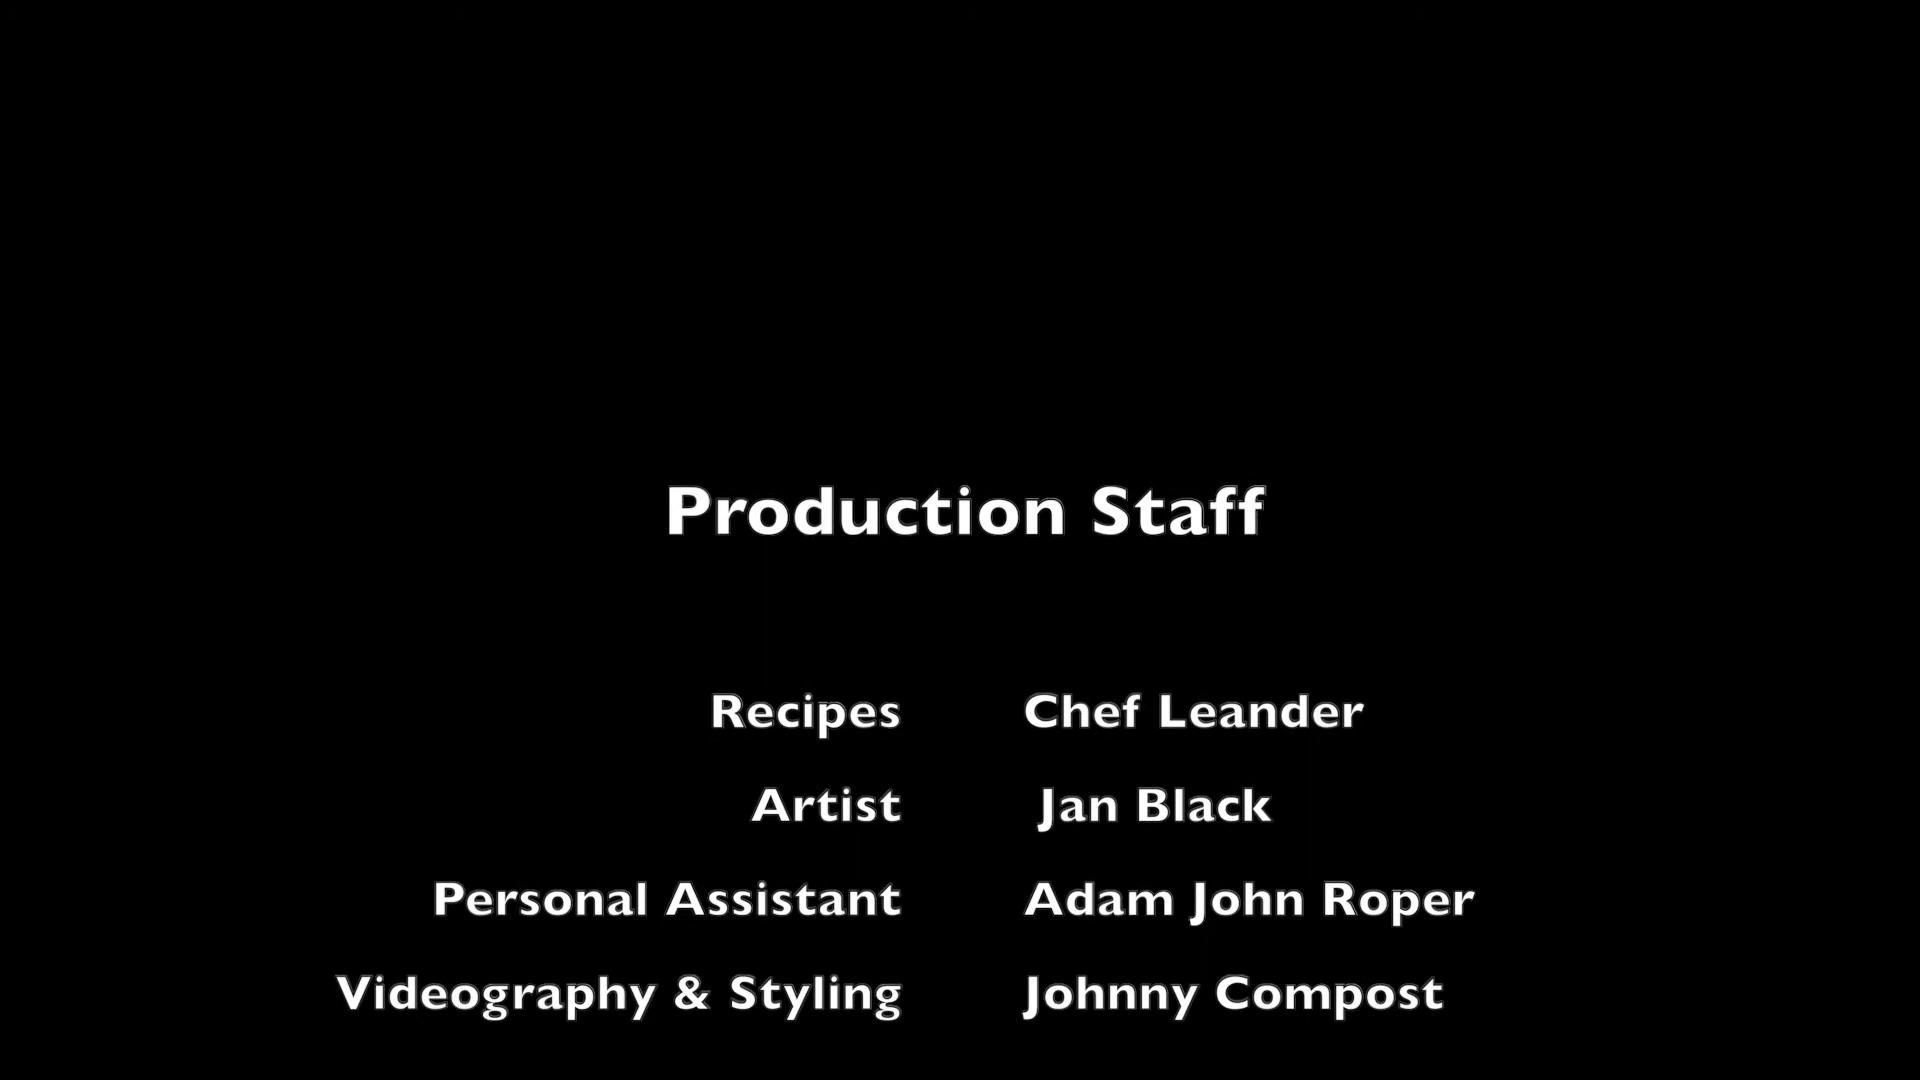 Production Staff
Recipes Chef Leander
Artist Jan Black
Personal Assistant Adam John Roper
Videography & Styling Johnny Compost